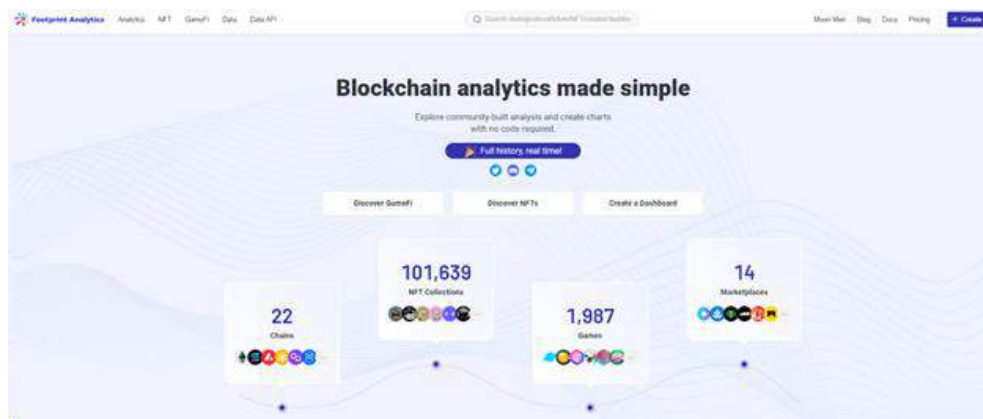 Footprint Analytics Analytics NFT GameFi Data Data API
Search
Blog Docs Pricing + Create
Blockchain analytics made simple
Explore community-built analysis and create charts
with no code required.
Full history, real time!
Discover GameFi
Discover NFTs
Create a Dashboard
101,639
NFT Collections
14
Marketplaces
22
Chains
1,987
Games